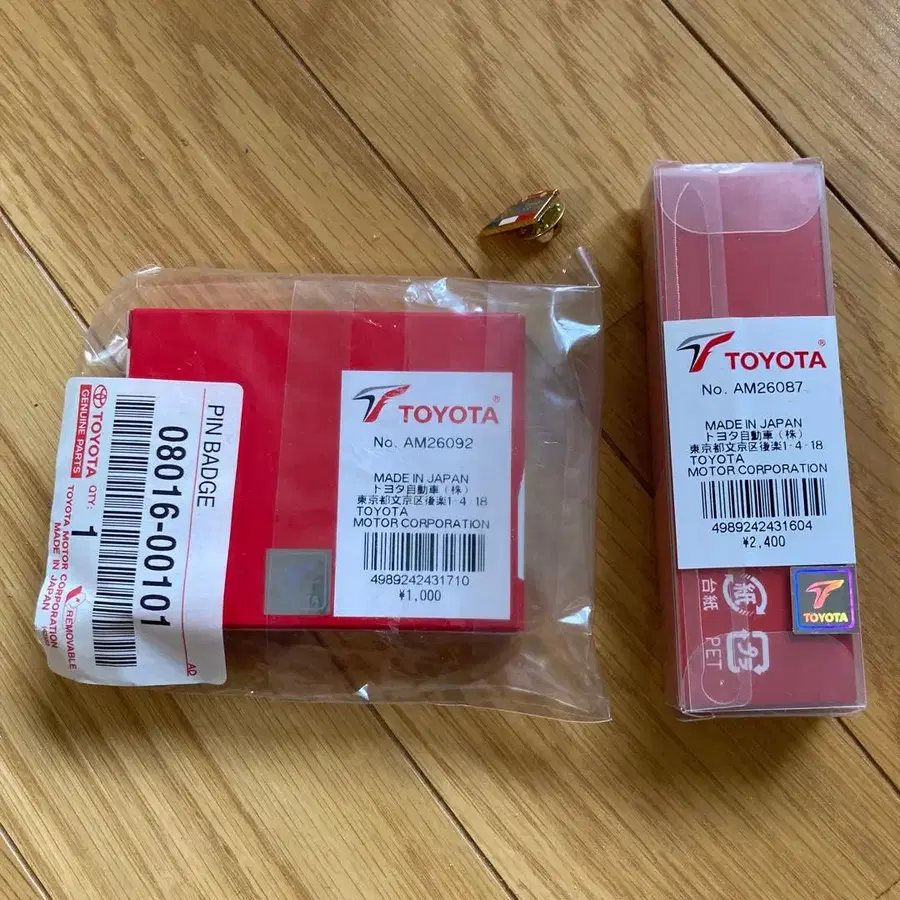 PIN BADGE
08016-00101
TOYOTA QTY: 1
GENUINE PARTS
TOYOTA MOTOR CORPORATION
MADE IN JAPAN
REMOVABLE
AD
TOYOTA®
No. AM26092
MADE IN JAPAN
トヨタ自動車(株)
東京都文京区後楽1-4-18
TOYOTA
MOTOR CORPORATION
4989242431710
¥1,000
TOYOTA®
No. AM26087
MADE IN JAPAN
トヨタ自動車(株)
東京都文京区後楽1-4-18
TOYOTA
MOTOR CORPORATION
4989242431604
¥2,400
紙
台紙
PET
TOYOTA